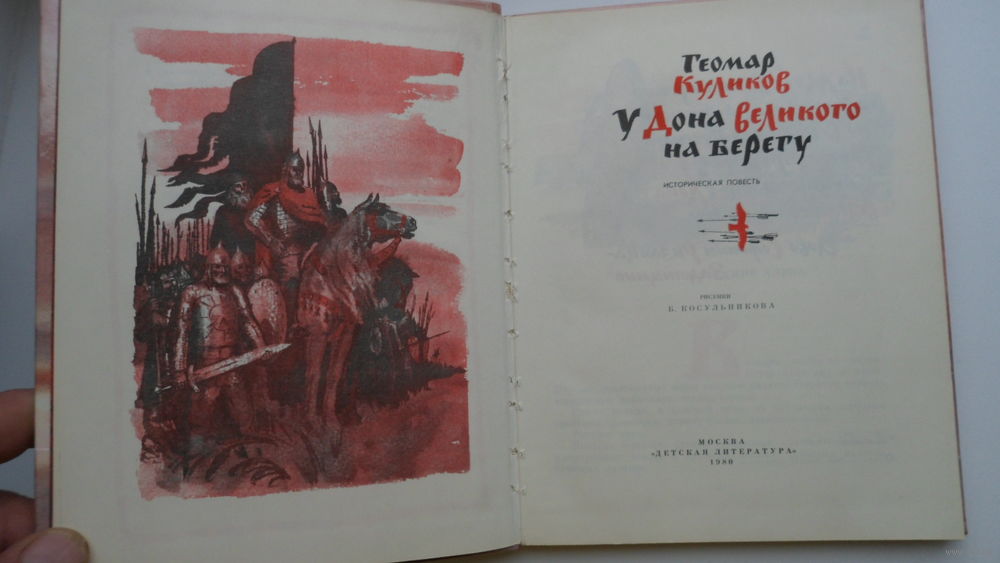 Геомар
Куликов
У Дона великого
на берегу
ИСТОРИЧЕСКАЯ ПОВЕСТЬ
РИСУНКИ
Б. КОСУЛЬНИКОВА
МОСКВА
«ДЕТСКАЯ ЛИТЕРАТУРА»
1980